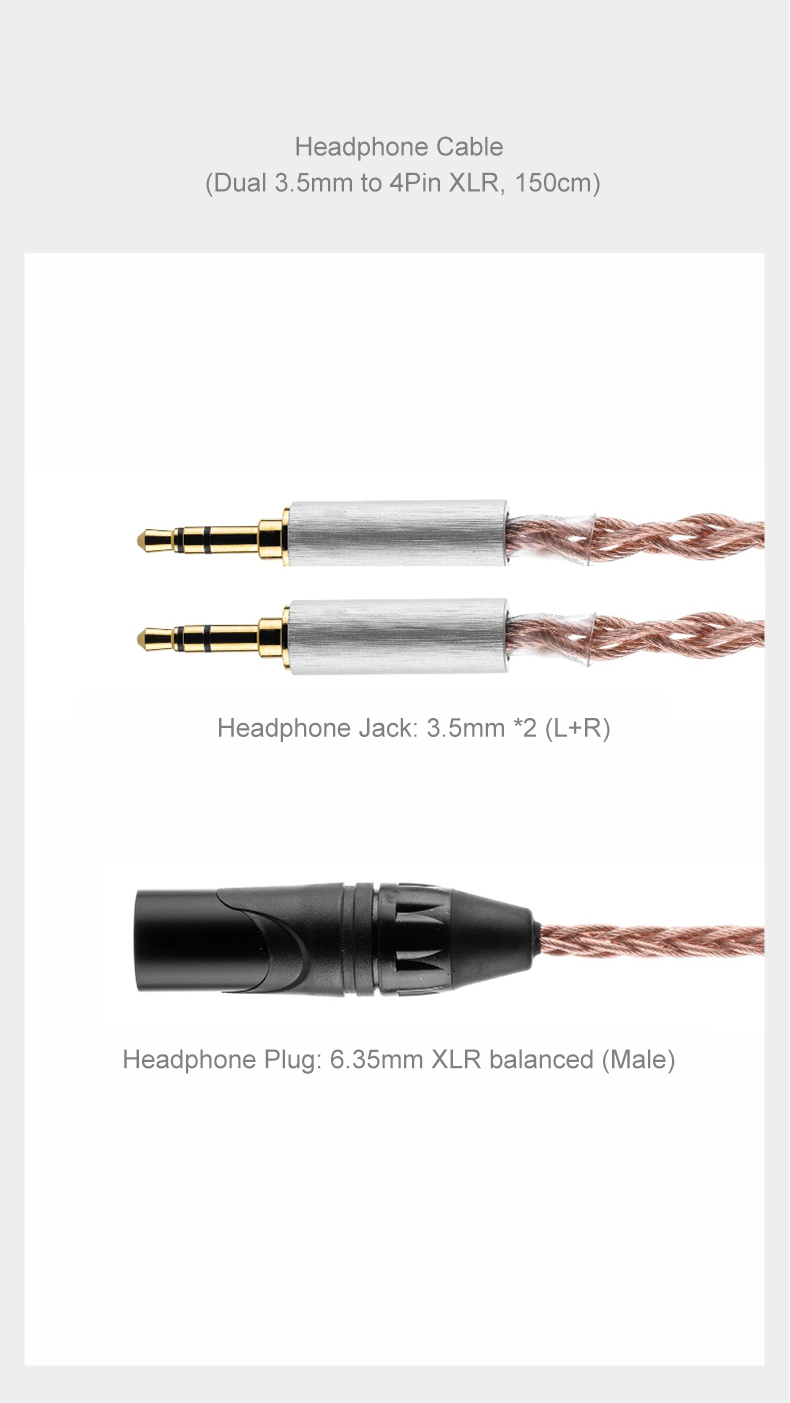 Headphone Cable
(Dual 3.5mm to 4Pin XLR, 150cm)
Headphone Jack: 3.5mm *2 (L+R)
Headphone Plug: 6.35mm XLR balanced (Male)